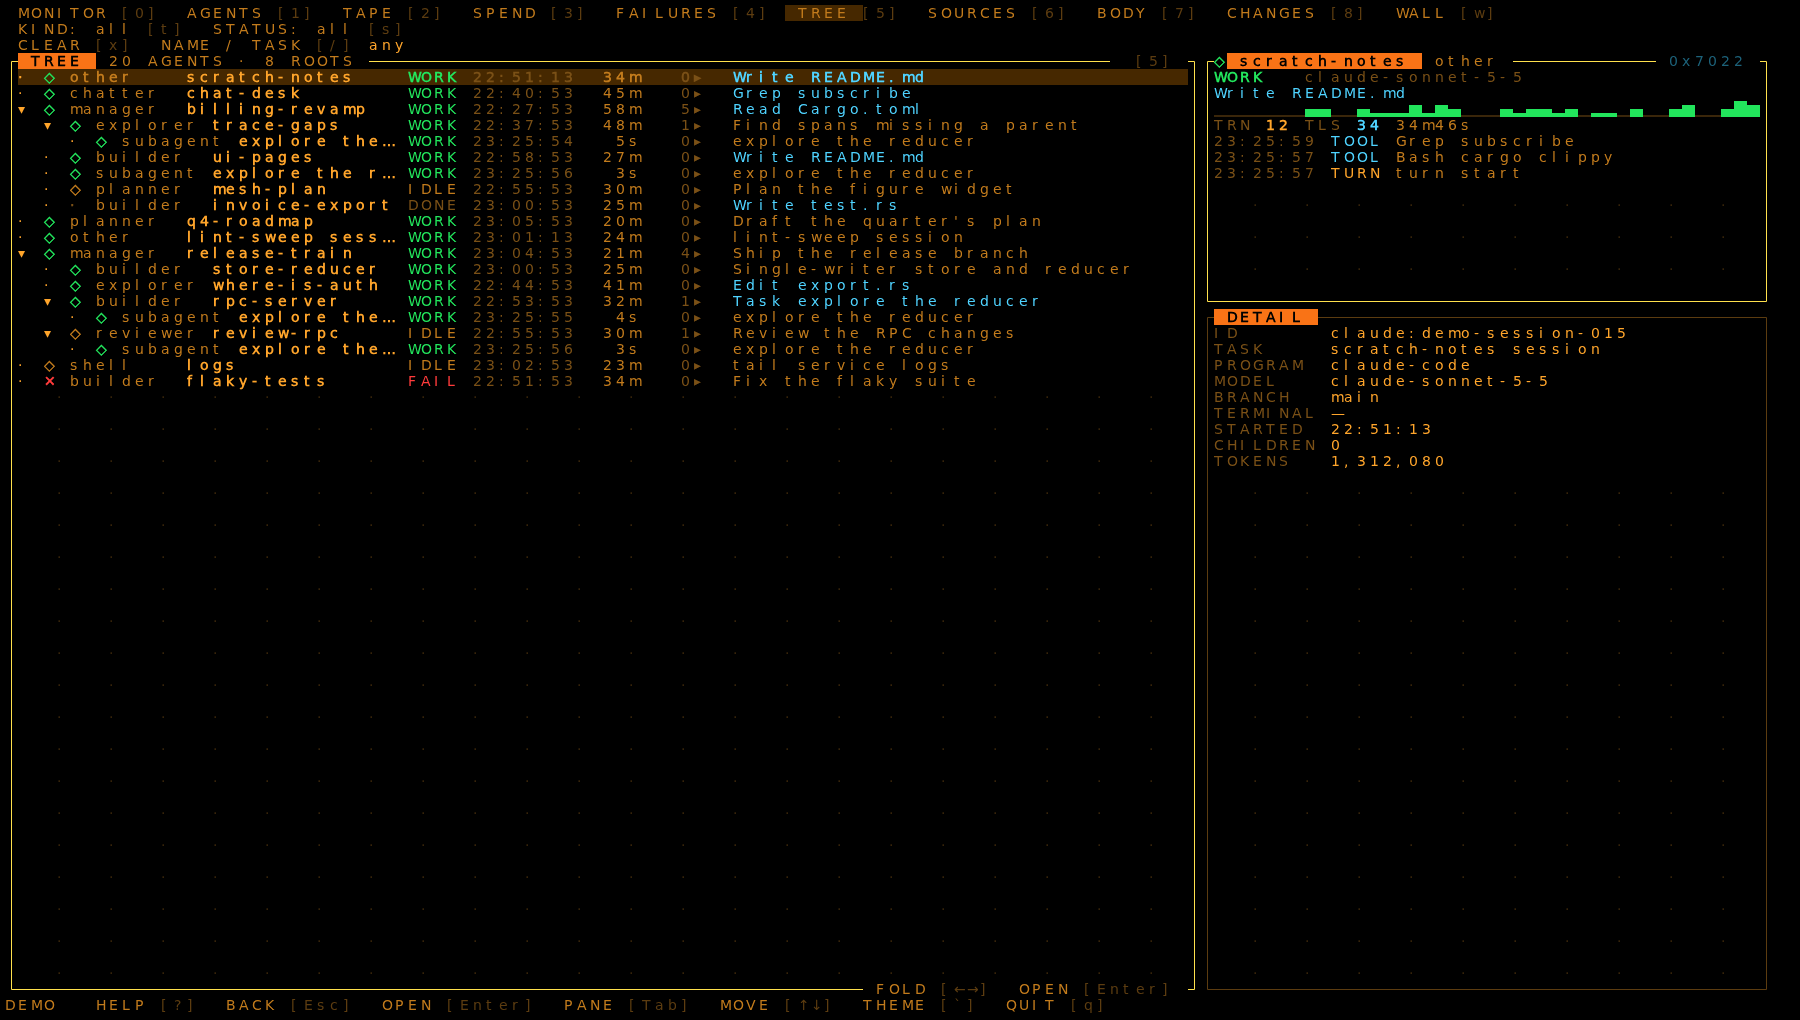 MONITOR [0] AGENTS [1] TAPE [2] SPEND [3] FAILURES [4] TREE [5] SOURCES [6] BODY [7] CHANGES [8] WALL [w]
KIND: all [t] STATUS: all [s]
CLEAR [x] NAME / TASK [/] any
TREE 20 AGENTS · 8 ROOTS [5]
· ◇ other scratch-notes WORK 22:51:13 34m 0▸ Write README.md
· ◇ chatter chat-desk WORK 22:40:53 45m 0▸ Grep subscribe
▾ ◇ manager billing-revamp WORK 22:27:53 58m 5▸ Read Cargo.toml
▾ ◇ explorer trace-gaps WORK 22:37:53 48m 1▸ Find spans missing a parent
· ◇ subagent explore the… WORK 23:25:54 5s 0▸ explore the reducer
· ◇ builder ui-pages WORK 22:58:53 27m 0▸ Write README.md
· ◇ subagent explore the r… WORK 23:25:56 3s 0▸ explore the reducer
· ◇ planner mesh-plan IDLE 22:55:53 30m 0▸ Plan the figure widget
· · builder invoice-export DONE 23:00:53 25m 0▸ Write test.rs
· ◇ planner q4-roadmap WORK 23:05:53 20m 0▸ Draft the quarter's plan
· ◇ other lint-sweep sess… WORK 23:01:13 24m 0▸ lint-sweep session
▾ ◇ manager release-train WORK 23:04:53 21m 4▸ Ship the release branch
· ◇ builder store-reducer WORK 23:00:53 25m 0▸ Single-writer store and reducer
· ◇ explorer where-is-auth WORK 22:44:53 41m 0▸ Edit export.rs
▾ ◇ builder rpc-server WORK 22:53:53 32m 1▸ Task explore the reducer
· ◇ subagent explore the… WORK 23:25:55 4s 0▸ explore the reducer
▾ ◇ reviewer review-rpc IDLE 22:55:53 30m 1▸ Review the RPC changes
· ◇ subagent explore the… WORK 23:25:56 3s 0▸ explore the reducer
· ◇ shell logs IDLE 23:02:53 23m 0▸ tail service logs
· × builder flaky-tests FAIL 22:51:53 34m 0▸ Fix the flaky suite
FOLD [←→] OPEN [Enter]
◇ scratch-notes other 0x7022
WORK claude-sonnet-5-5
Write README.md
TRN 12 TLS 34 34m46s
23:25:59 TOOL Grep subscribe
23:25:57 TOOL Bash cargo clippy
23:25:57 TURN turn start
DETAIL
ID claude:demo-session-015
TASK scratch-notes session
PROGRAM claude-code
MODEL claude-sonnet-5-5
BRANCH main
TERMINAL —
STARTED 22:51:13
CHILDREN 0
TOKENS 1,312,080
DEMO HELP [?] BACK [Esc] OPEN [Enter] PANE [Tab] MOVE [↑↓] THEME [`] QUIT [q]